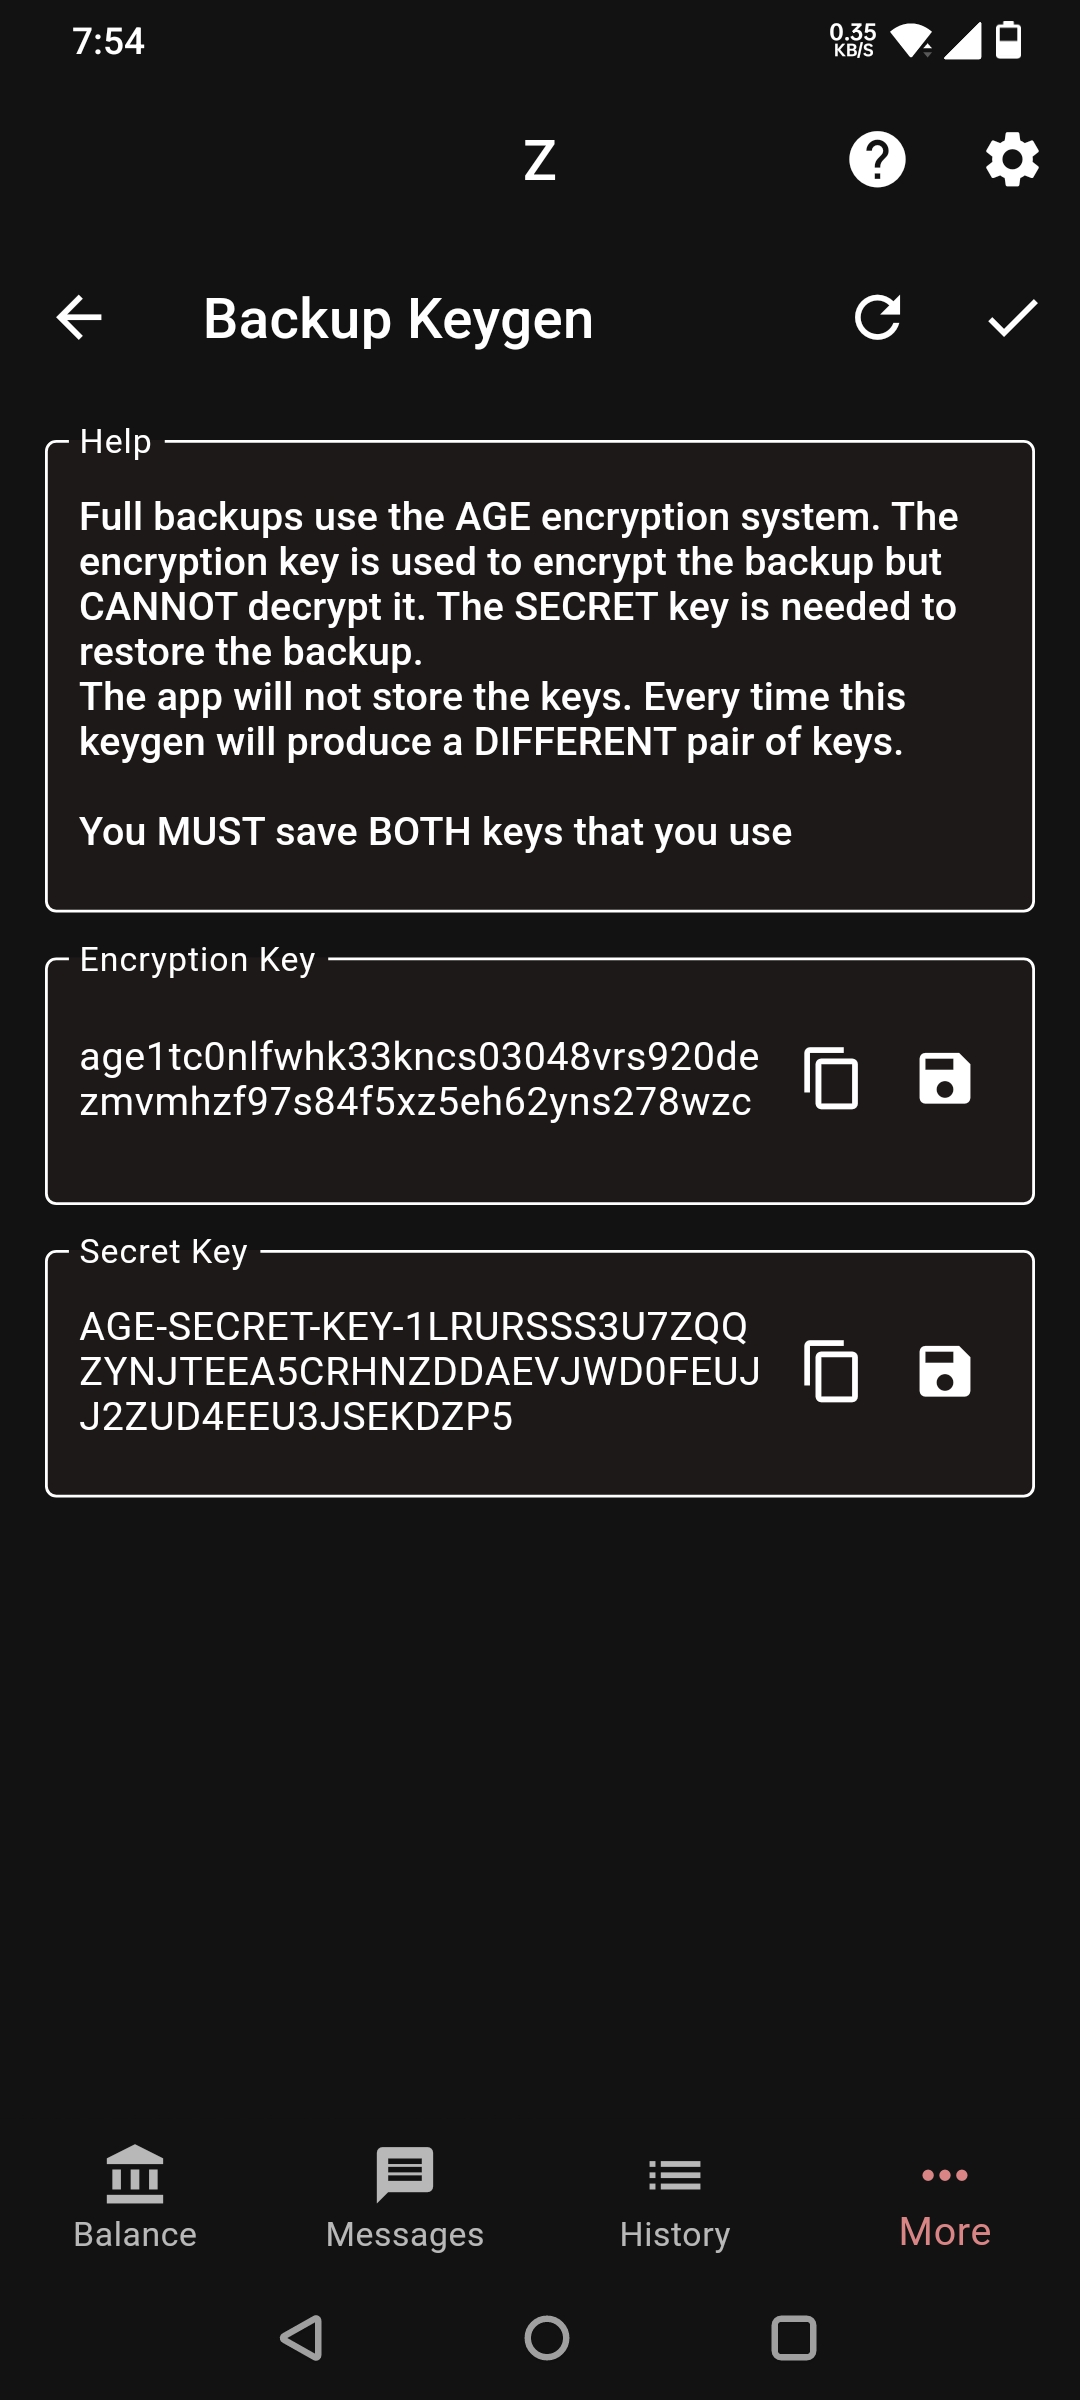 7:54
0.35
KB/S
Z
Backup Keygen
Help
Full backups use the AGE encryption system. The
encryption key is used to encrypt the backup but
CANNOT decrypt it. The SECRET key is needed to
restore the backup.
The app will not store the keys. Every time this
keygen will produce a DIFFERENT pair of keys.
You MUST save BOTH keys that you use
Encryption Key
age1tc0nlfwhk33kncs03048vrs920de
zmvmhzf97s84f5xz5eh62yns278wzc
Secret Key
AGE-SECRET-KEY-1LRURSSS3U7ZQQ
ZYNJTEEA5CRHNZDDAEVJWD0FEUJ
J2ZUD4EEU3JSEKDZP5
Balance
Messages
History
More